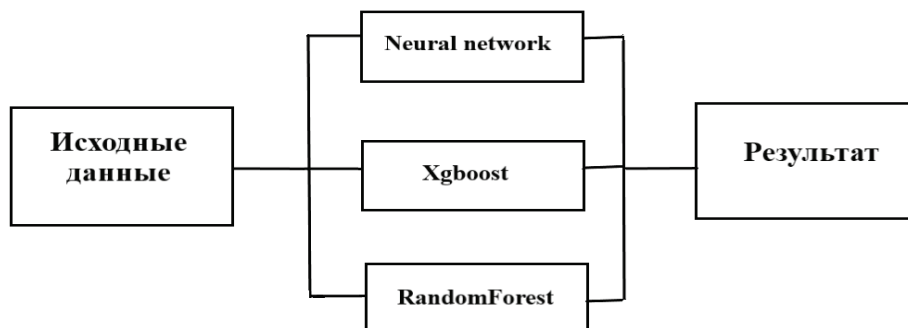 Исходные
данные
Neural network
Xgboost
RandomForest
Результат